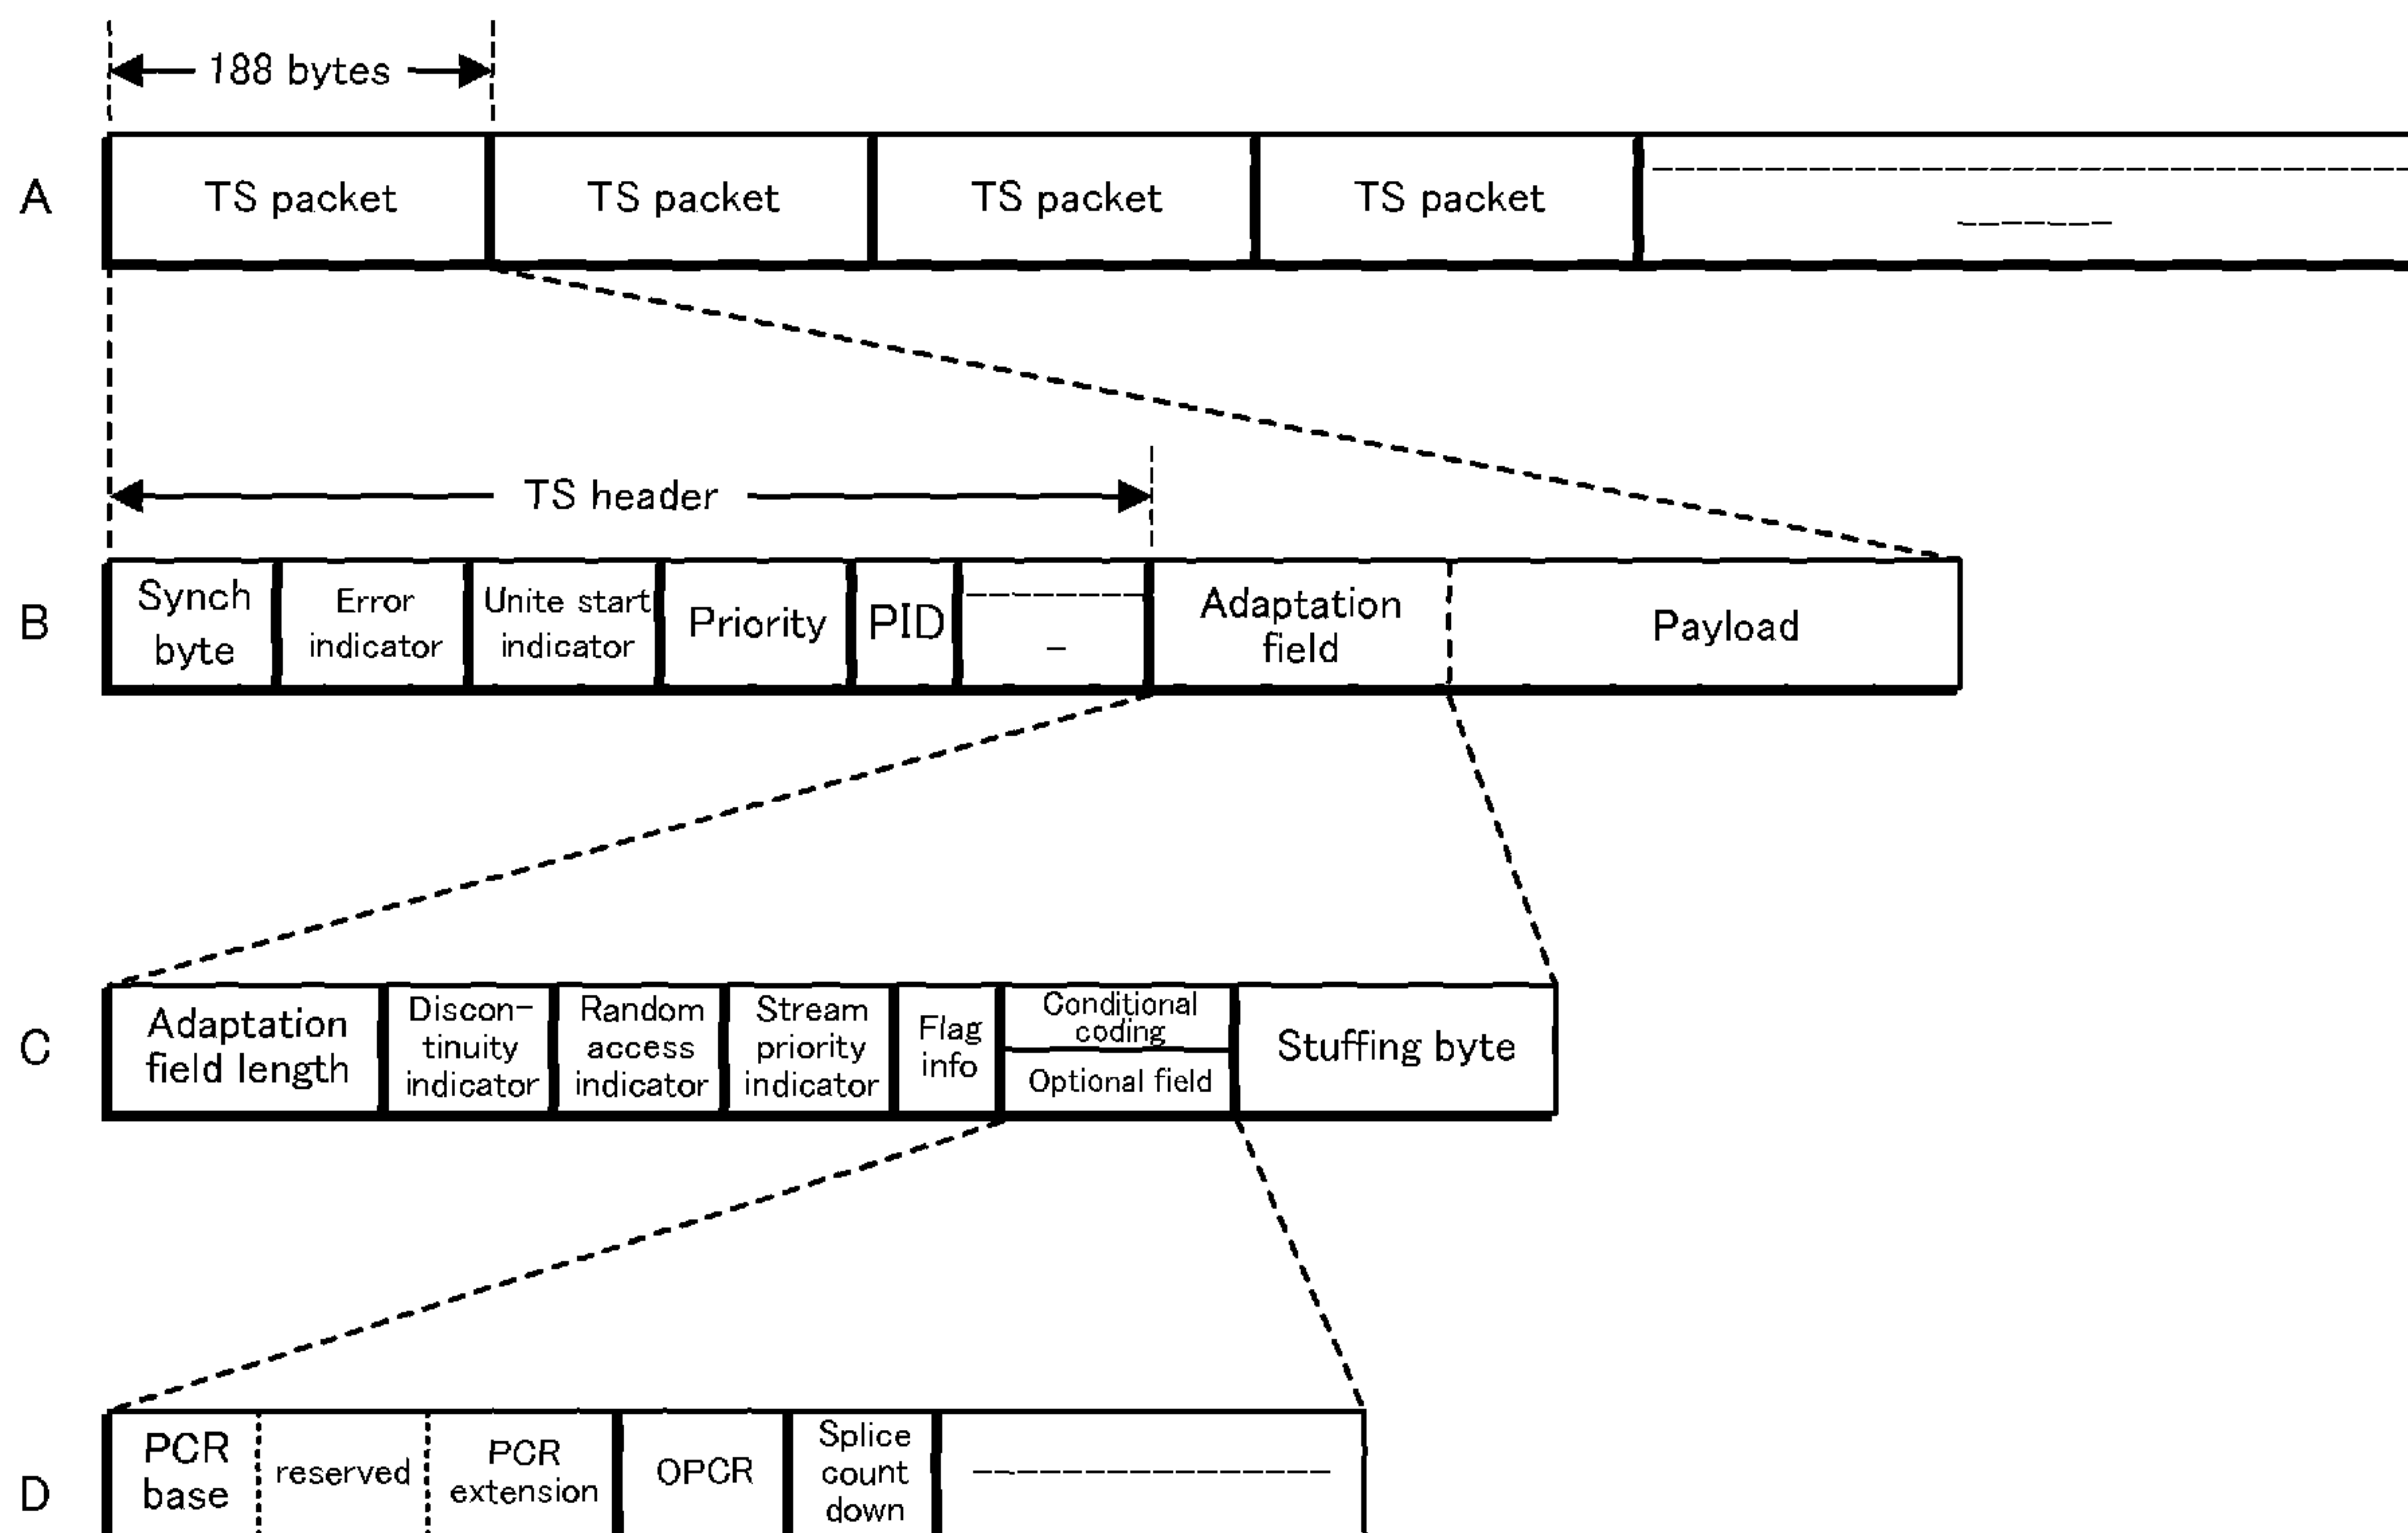 188 bytes
A
TS packet
TS packet
TS packet
TS packet
TS header
B
Synch
byte
Error
indicator
Unite start
indicator
Priority
PID
Adaptation
field
Payload
C
Adaptation
field length
Discon-
tinuity
indicator
Random
access
indicator
Stream
priority
indicator
Flag
info
Conditional
coding
Optional field
Stuffing byte
D
PCR
base
reserved
PCR
extension
OPCR
Splice
count
down